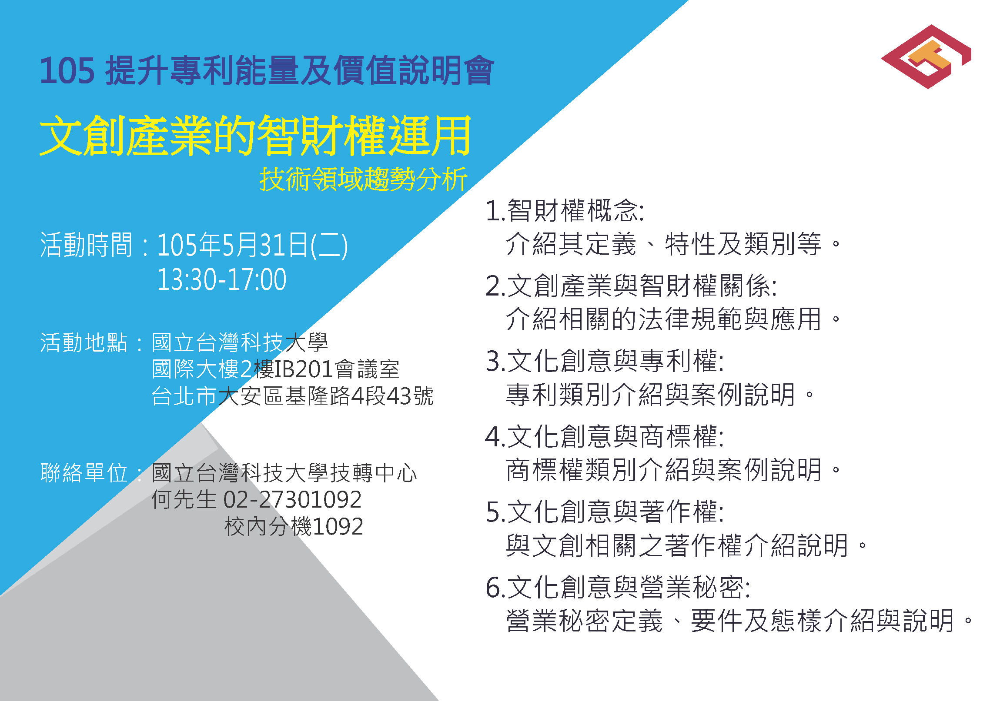 105 提升專利能量及價值說明會
文創產業的智財權運用
技術領域趨勢分析
活動時間：105年5月31日(二)
13:30-17:00
活動地點：國立台灣科技大學
國際大樓2樓IB201會議室
台北市大安區基隆路4段43號
聯絡單位：國立台灣科技大學技轉中心
何先生 02-27301092
校內分機1092
1.智財權概念:
介紹其定義、特性及類別等。
2.文創產業與智財權關係:
介紹相關的法律規範與應用。
3.文化創意與專利權:
專利類別介紹與案例說明。
4.文化創意與商標權:
商標權類別介紹與案例說明。
5.文化創意與著作權:
與文創相關之著作權介紹說明。
6.文化創意與營業秘密:
營業秘密定義、要件及態樣介紹與說明。